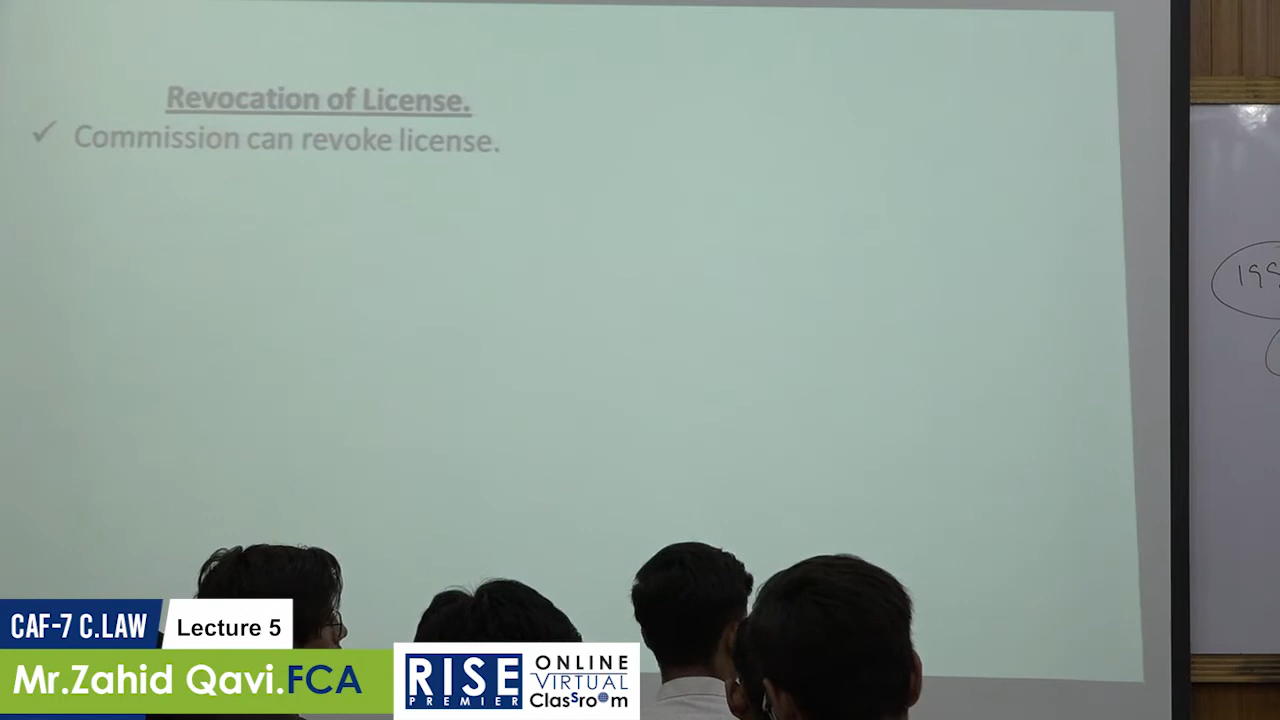 Revocation of License.
✓ Commission can revoke license.
CAF-7 C.LAW
Lecture 5
Mr.Zahid Qavi.FCA
RISE
PREMIER
ONLINE
VIRTUAL
ClasSroom